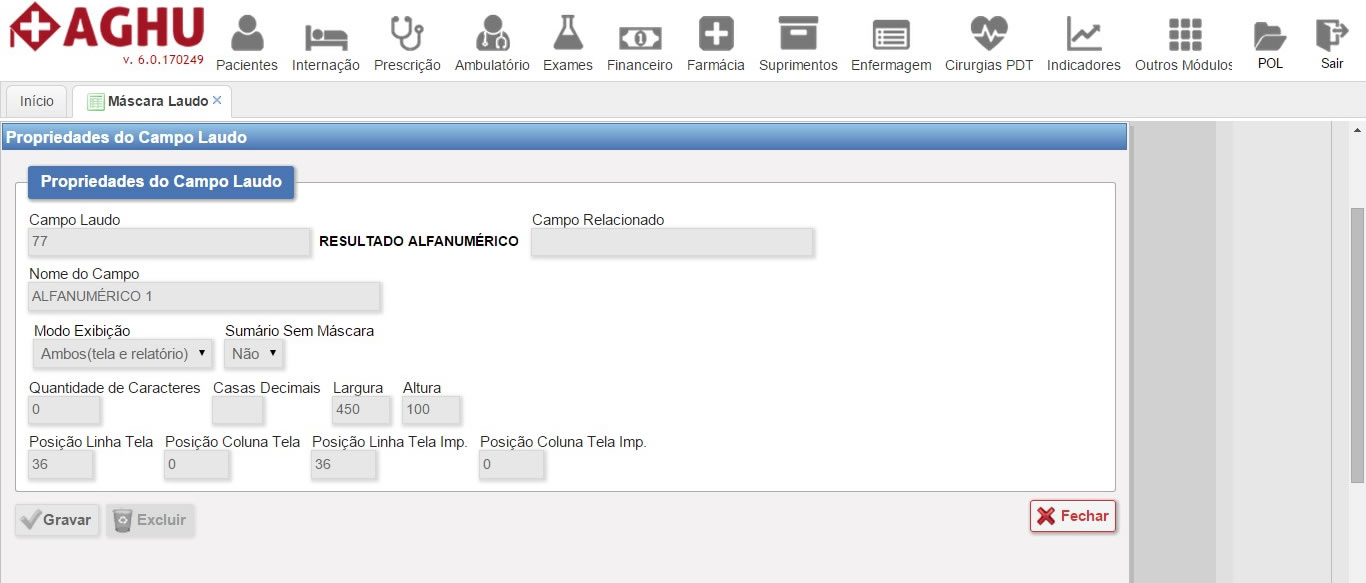 AGHU
v. 6.0.170249
Pacientes Internação Prescrição Ambulatório Exames Financeiro Farmácia Suprimentos Enfermagem Cirurgias PDT Indicadores Outros Módulos POL Sair
Início Máscara Laudo
Propriedades do Campo Laudo
Propriedades do Campo Laudo
Campo Laudo Campo Relacionado
77 RESULTADO ALFANUMÉRICO
Nome do Campo
ALFANUMÉRICO 1
Modo Exibição Sumário Sem Máscara
Ambos(tela e relatório) Não
Quantidade de Caracteres Casas Decimais Largura Altura
0 450 100
Posição Linha Tela Posição Coluna Tela Posição Linha Tela Imp. Posição Coluna Tela Imp.
36 0 36 0
Gravar Excluir Fechar